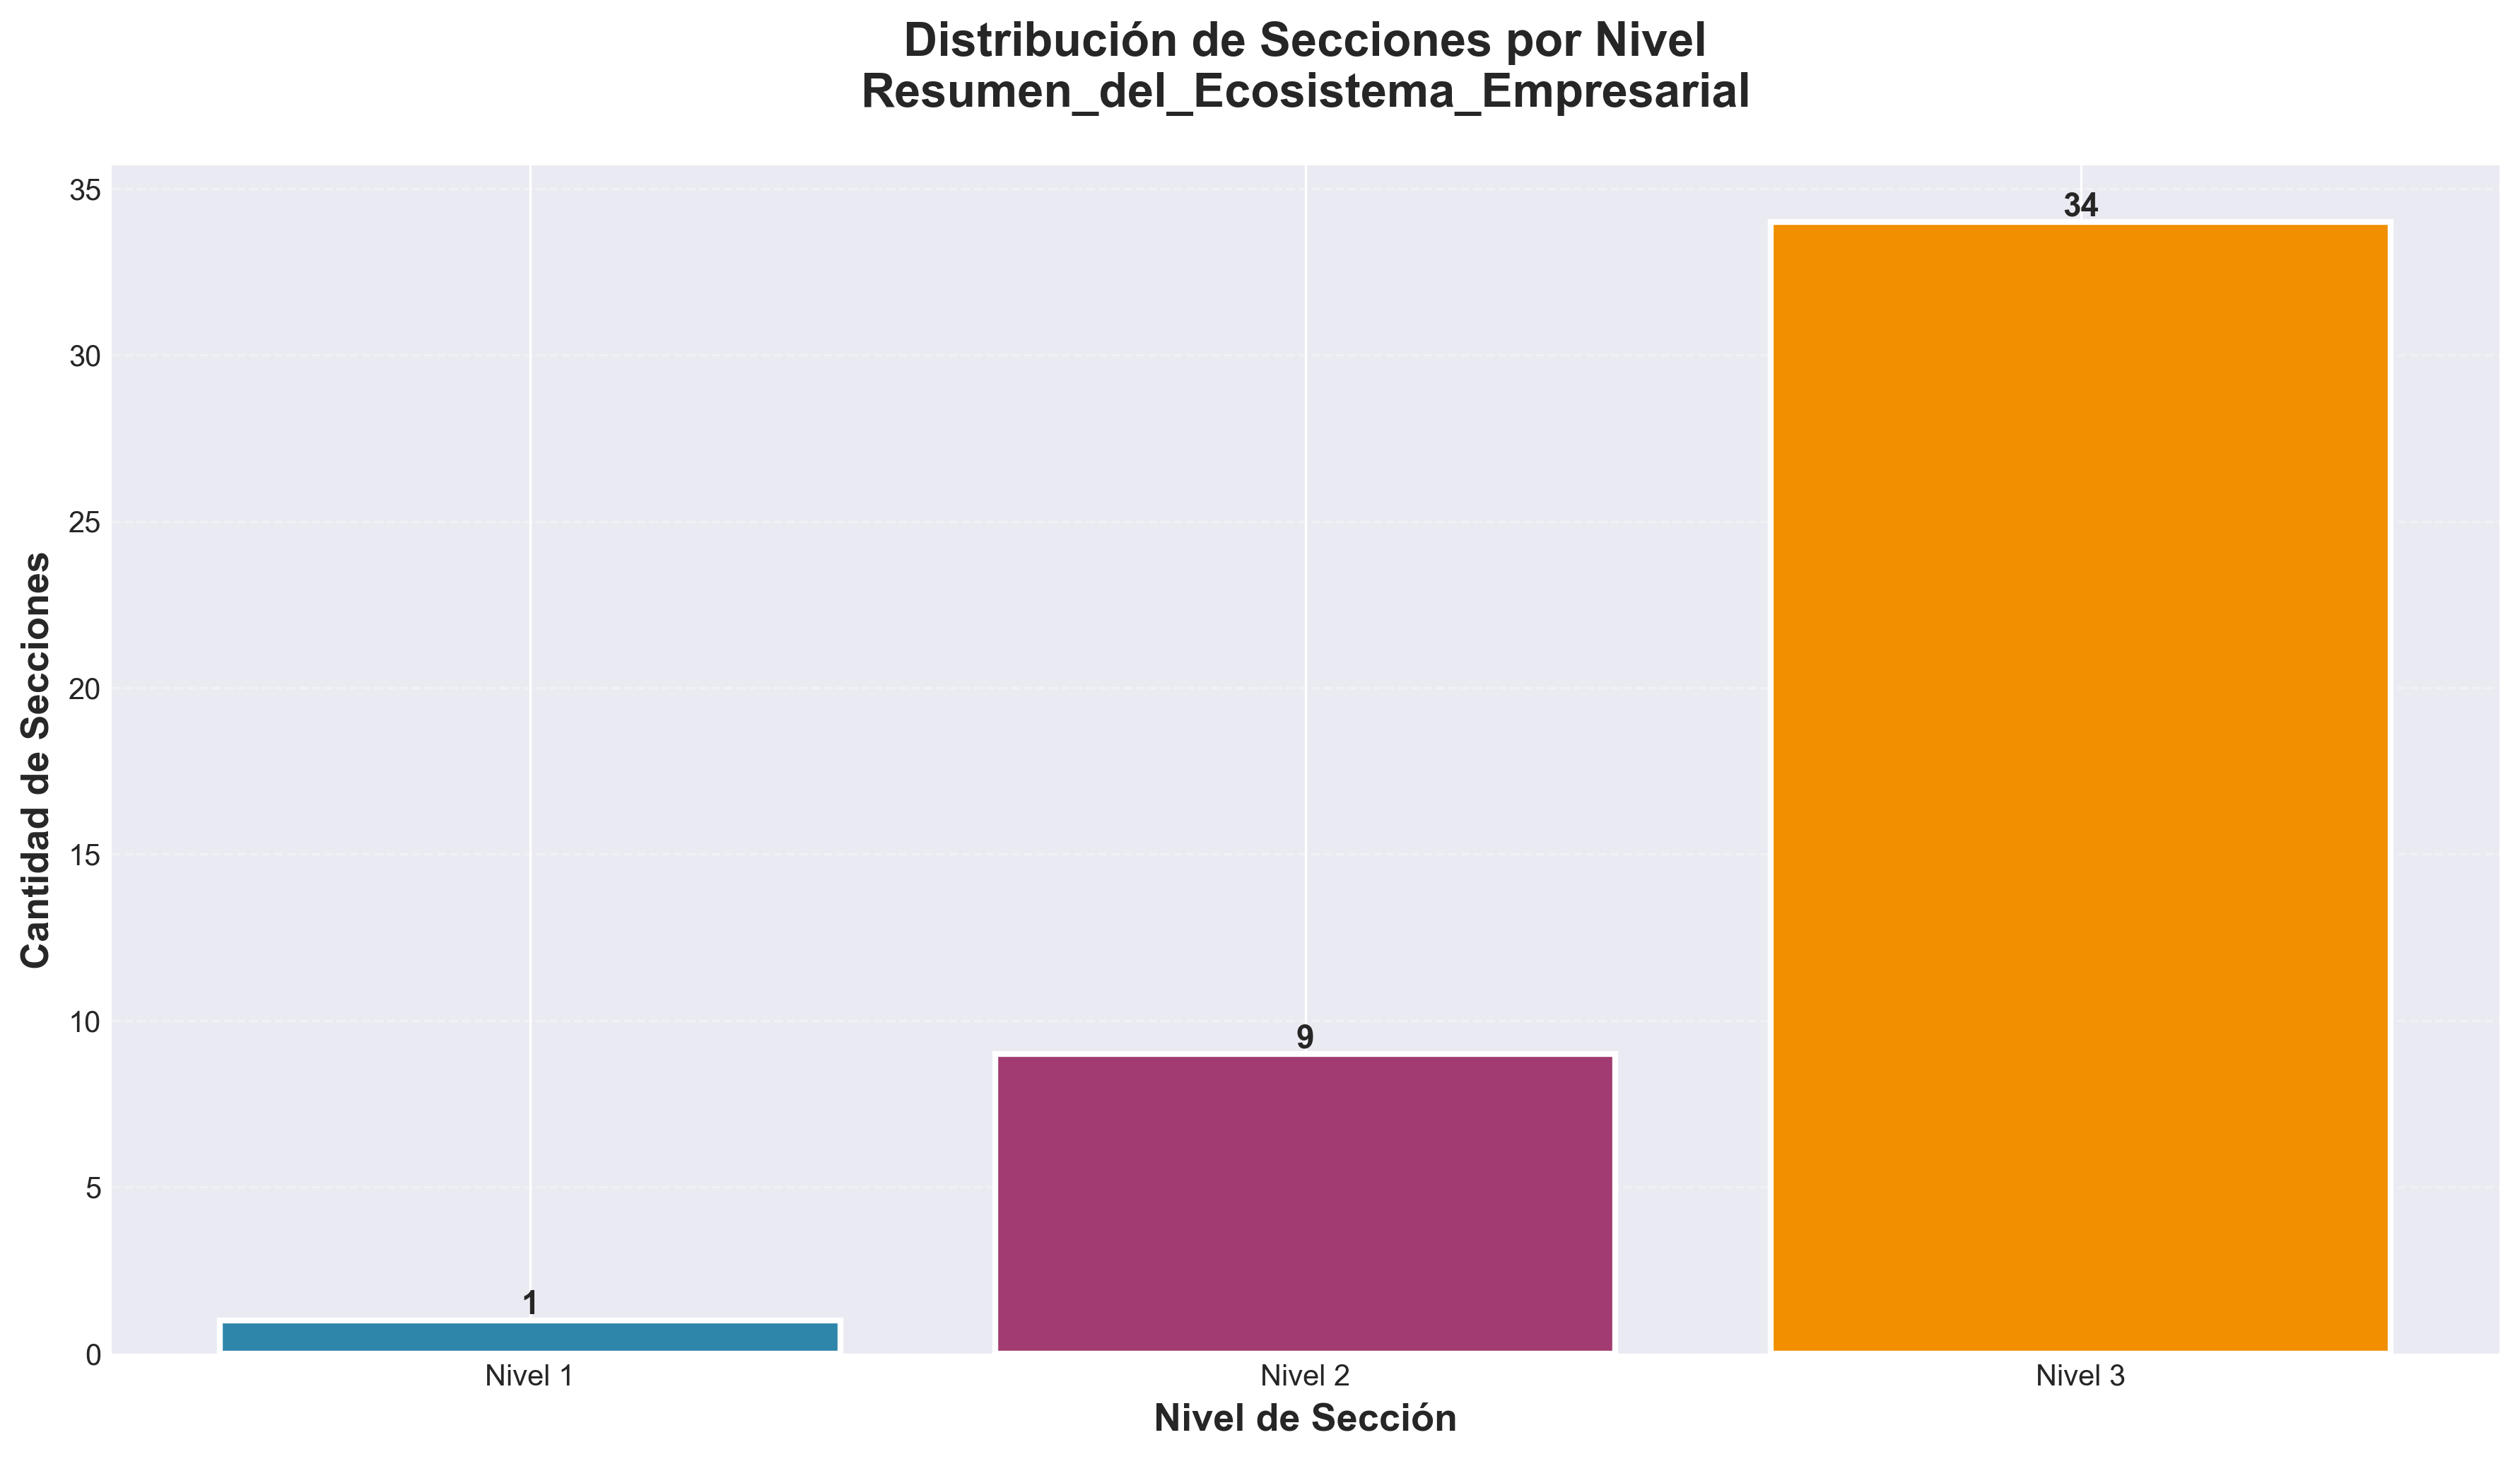 Distribución de Secciones por Nivel
Resumen_del_Ecosistema_Empresarial
Cantidad de Secciones
35
30
25
20
15
10
5
0
1
9
34
Nivel 1
Nivel 2
Nivel 3
Nivel de Sección